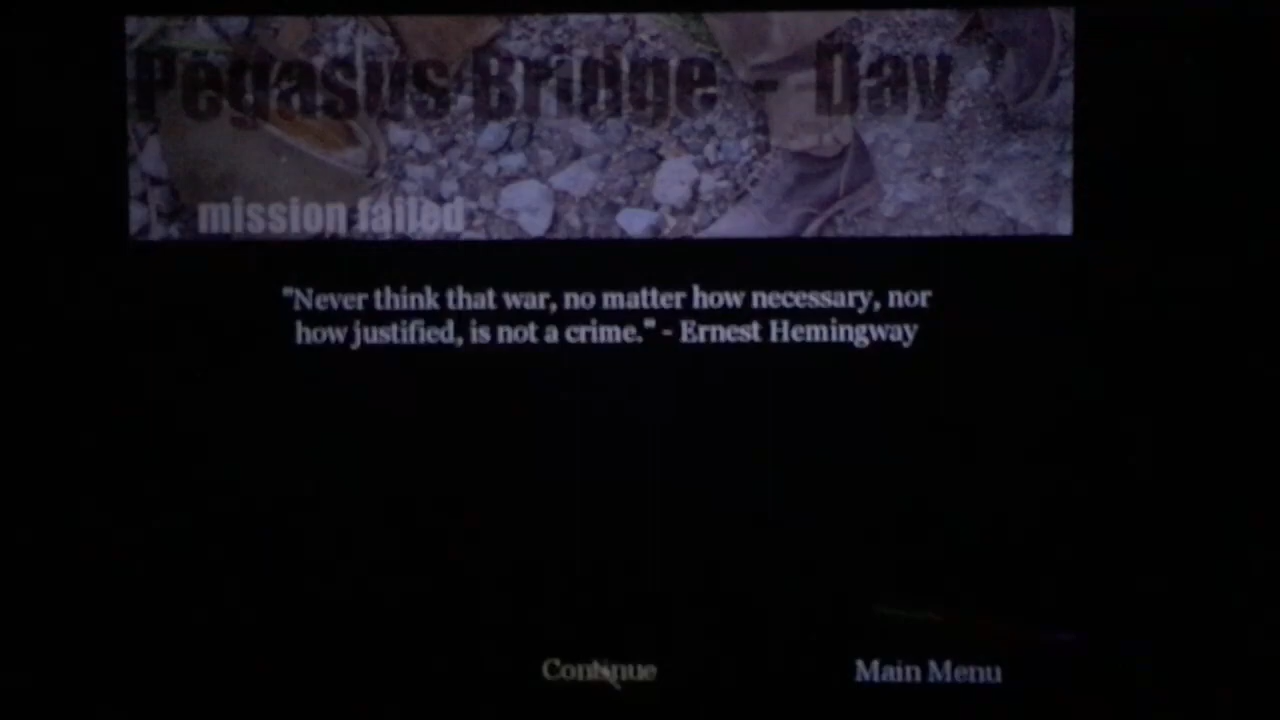 Pegasus Bridge - Day
mission failed
"Never think that war, no matter how necessary, nor
how justified, is not a crime." - Ernest Hemingway
Continue
Main Menu